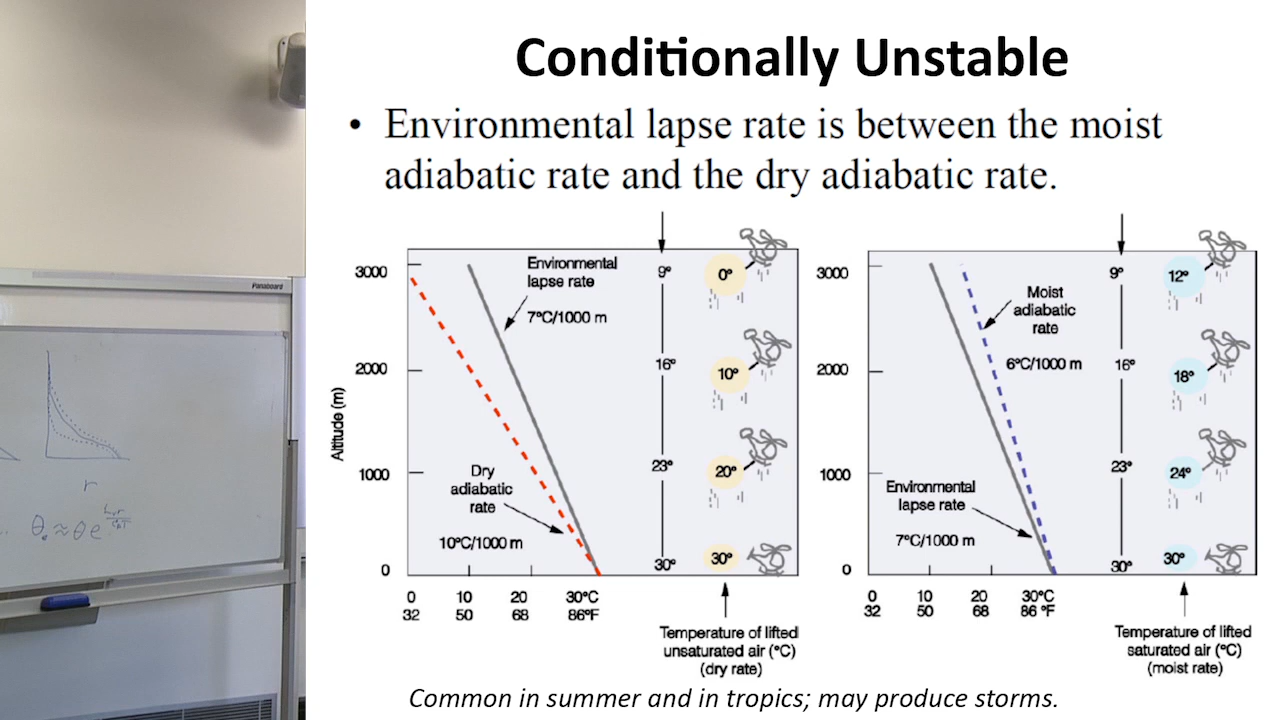 Conditionally Unstable
• Environmental lapse rate is between the moist
adiabatic rate and the dry adiabatic rate.
Altitude (m)
3000
2000
1000
0
Environmental
lapse rate
7°C/1000 m
Dry
adiabatic
rate
10°C/1000 m
0 10 20 30°C
32 50 68 86°F
9°
16°
23°
30°
0°
10°
20°
30°
Temperature of lifted
unsaturated air (°C)
(dry rate)
3000
2000
1000
0
Moist
adiabatic
rate
6°C/1000 m
Environmental
lapse rate
7°C/1000 m
0 10 20 30°C
32 50 68 86 °F
9°
16°
23°
30°
12°
18°
24°
30°
Temperature of lifted
saturated air (°C)
(moist rate)
Common in summer and in tropics; may produce storms.
Panaboard
r
θe ≈ θe